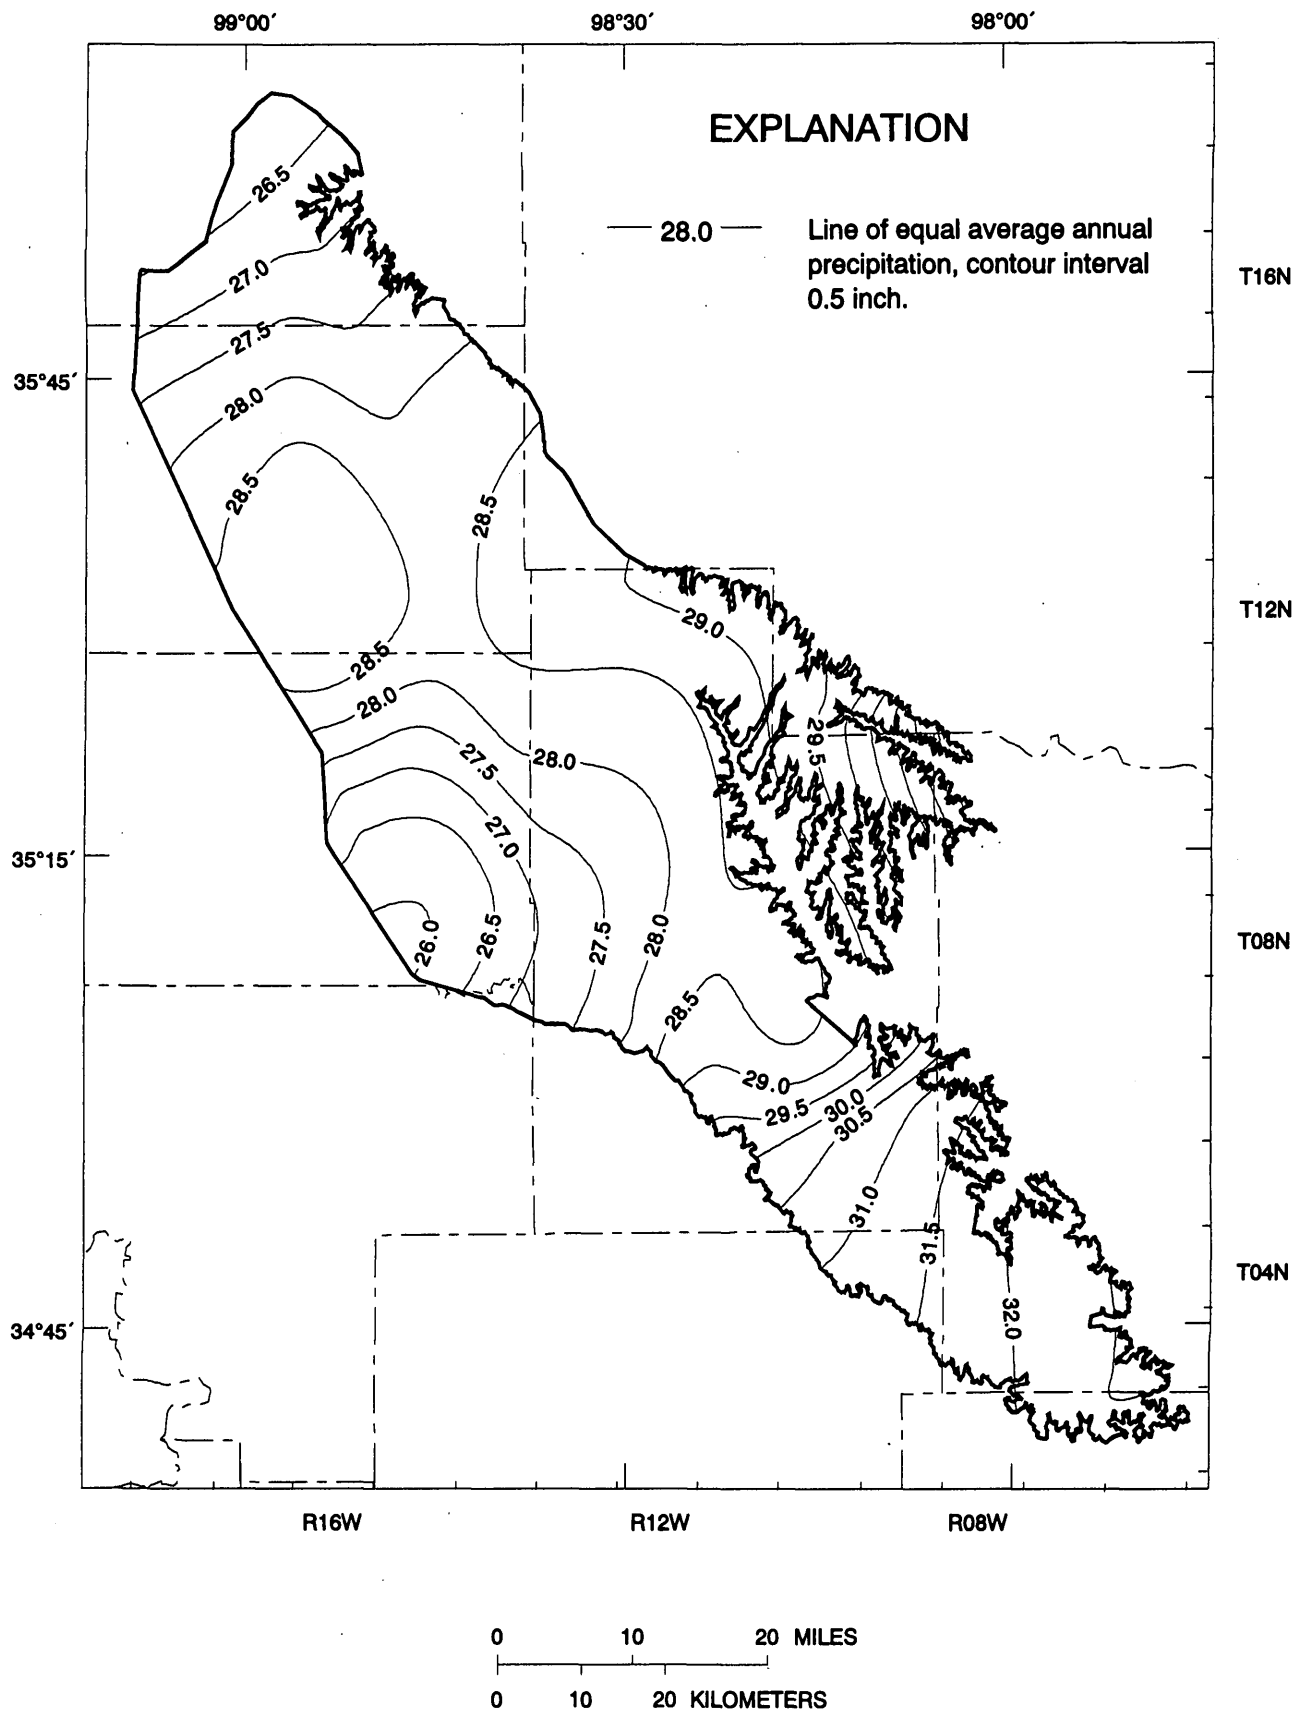 99°00′ 98°30′ 98°00′
EXPLANATION
28.0
Line of equal average annual
precipitation, contour interval
0.5 inch.
26.5
T16N
27.0
27.5
35°45′
28.0
28.5
28.5
T12N
29.0
28.5
28.0
29.5
27.5
28.0
27.0
35°15′
26.0
26.5
27.5
28.0
T08N
28.5
29.0
29.5
30.0
30.5
31.0
31.5
T04N
32.0
34°45′
R16W R12W R08W
0 10 20 MILES
0 10 20 KILOMETERS